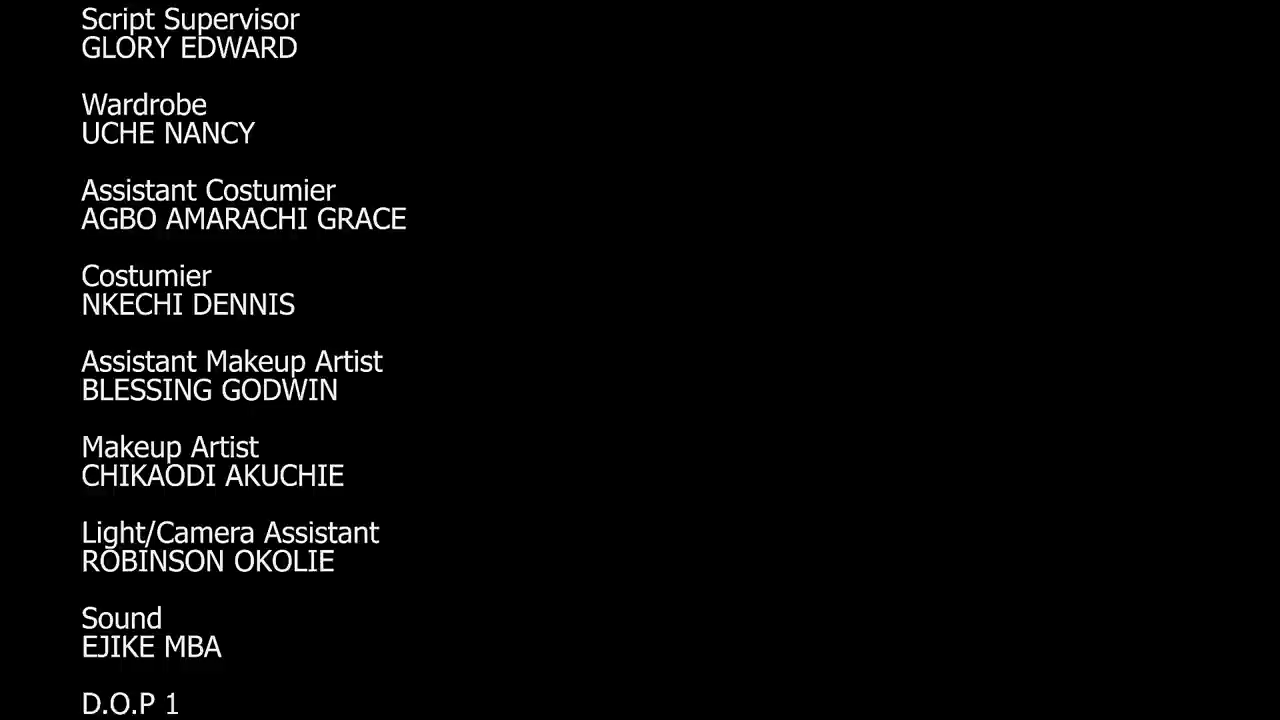 Script Supervisor
GLORY EDWARD
Wardrobe
UCHE NANCY
Assistant Costumier
AGBO AMARACHI GRACE
Costumier
NKECHI DENNIS
Assistant Makeup Artist
BLESSING GODWIN
Makeup Artist
CHIKAODI AKUCHIE
Light/Camera Assistant
ROBINSON OKOLIE
Sound
EJIKE MBA
D.O.P 1